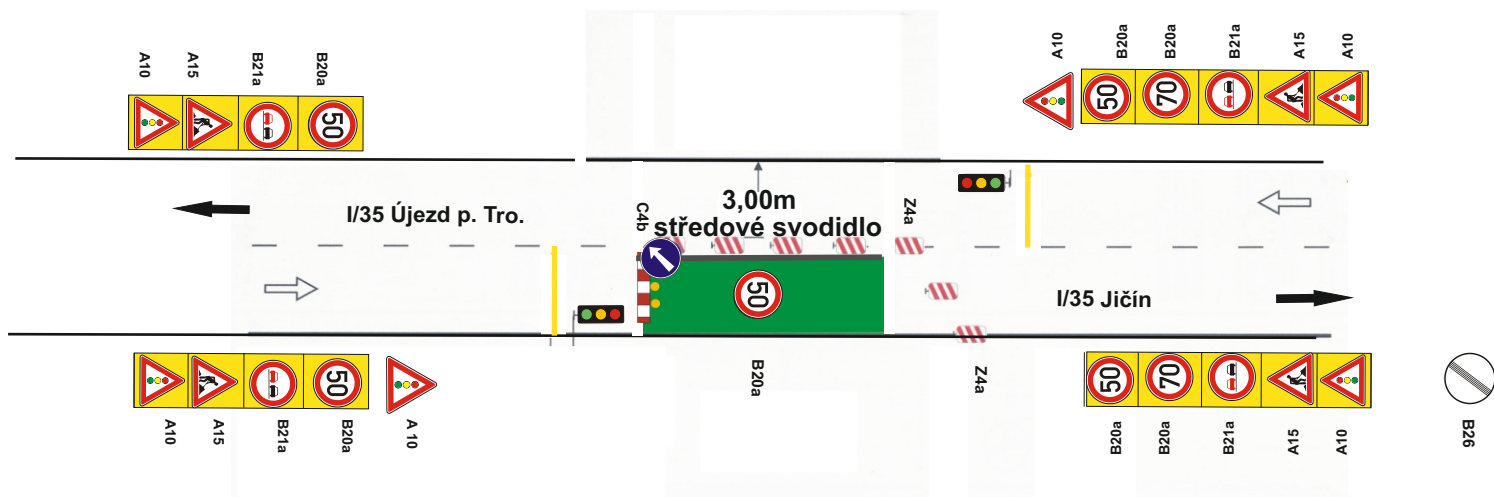 A10
A15
B21a
B20a
50
A10
B20a
B20a
B21a
A15
A10
50
70
I/35 Újezd p. Tro.
C4b
3,00m
středové svodidlo
Z4a
50
I/35 Jičín
50
B20a
Z4a
50
70
A10
A15
B21a
B20a
A 10
B20a
B20a
B21a
A15
A10
B26